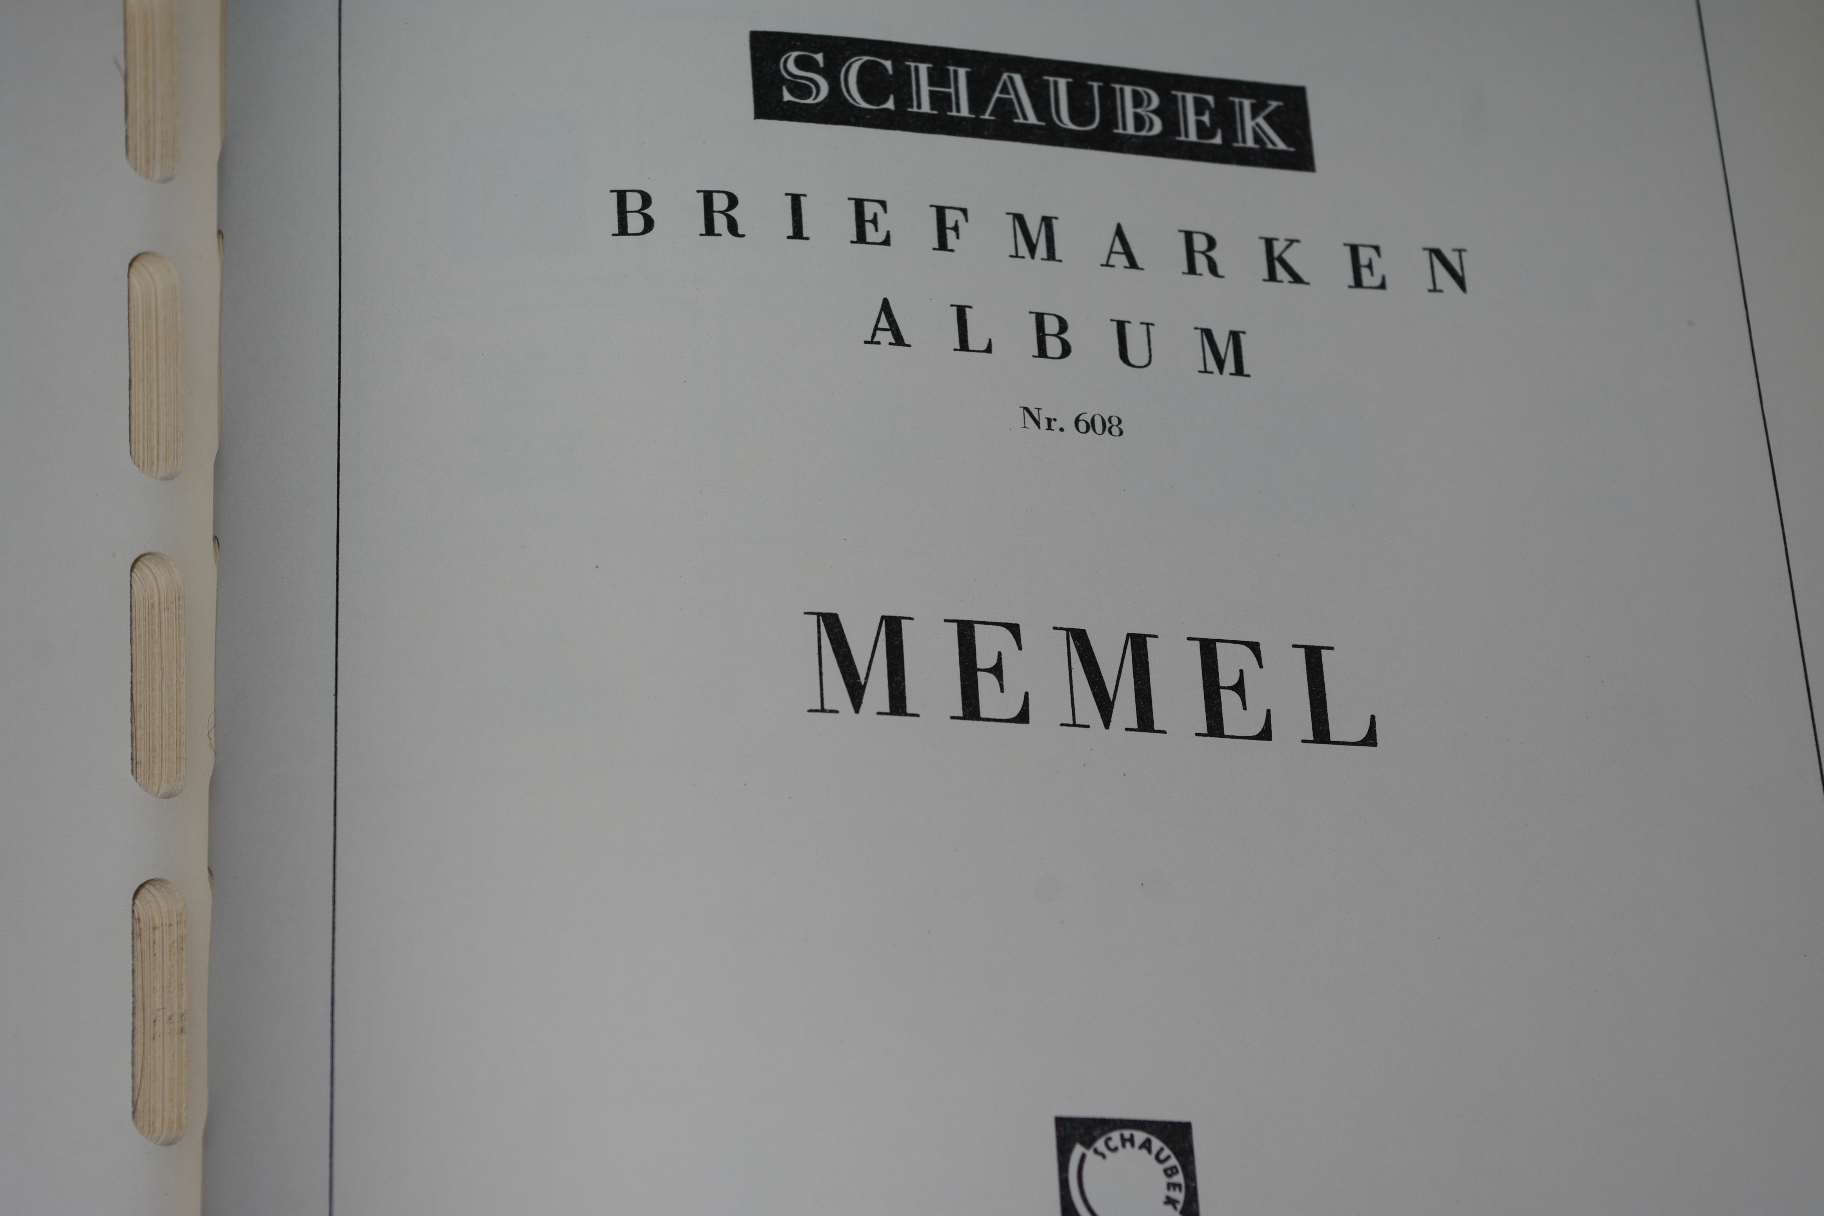 SCHAUBEK
BRIEFMARKEN
ALBUM
Nr. 608
MEMEL
SCHAUBEK